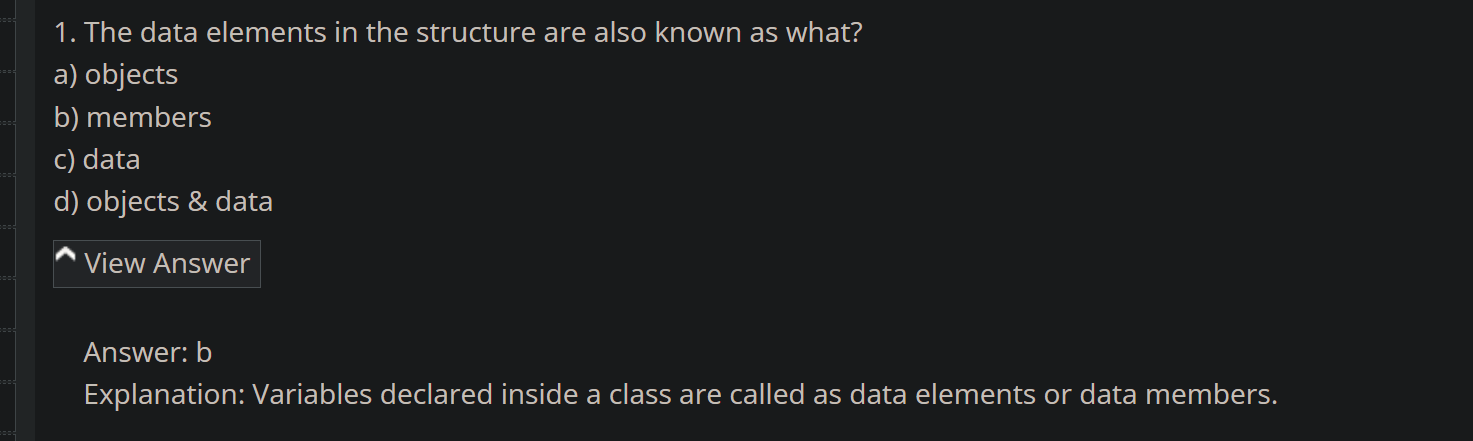 1. The data elements in the structure are also known as what?
a) objects
b) members
c) data
d) objects & data
View Answer
Answer: b
Explanation: Variables declared inside a class are called as data elements or data members.